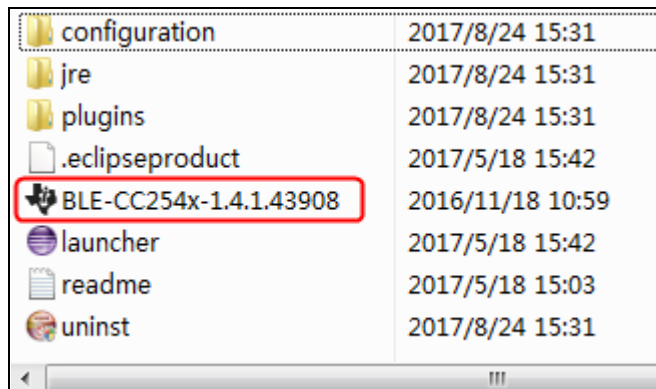 configuration 2017/8/24 15:31
jre 2017/8/24 15:31
plugins 2017/8/24 15:31
.eclipseproduct 2017/5/18 15:42
BLE-CC254x-1.4.1.43908 2016/11/18 10:59
launcher 2017/5/18 15:42
readme 2017/5/18 15:03
uninst 2017/8/24 15:31